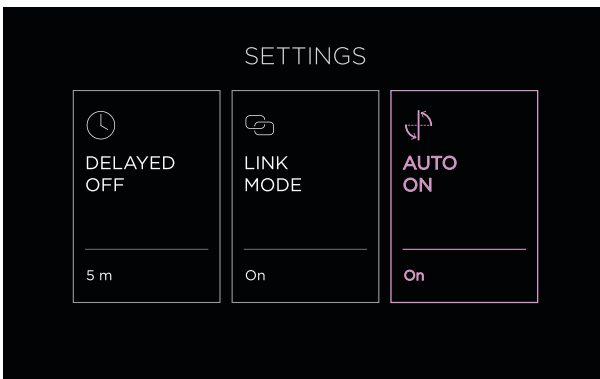 SETTINGS
DELAYED
OFF
5 m
LINK
MODE
On
AUTO
ON
On